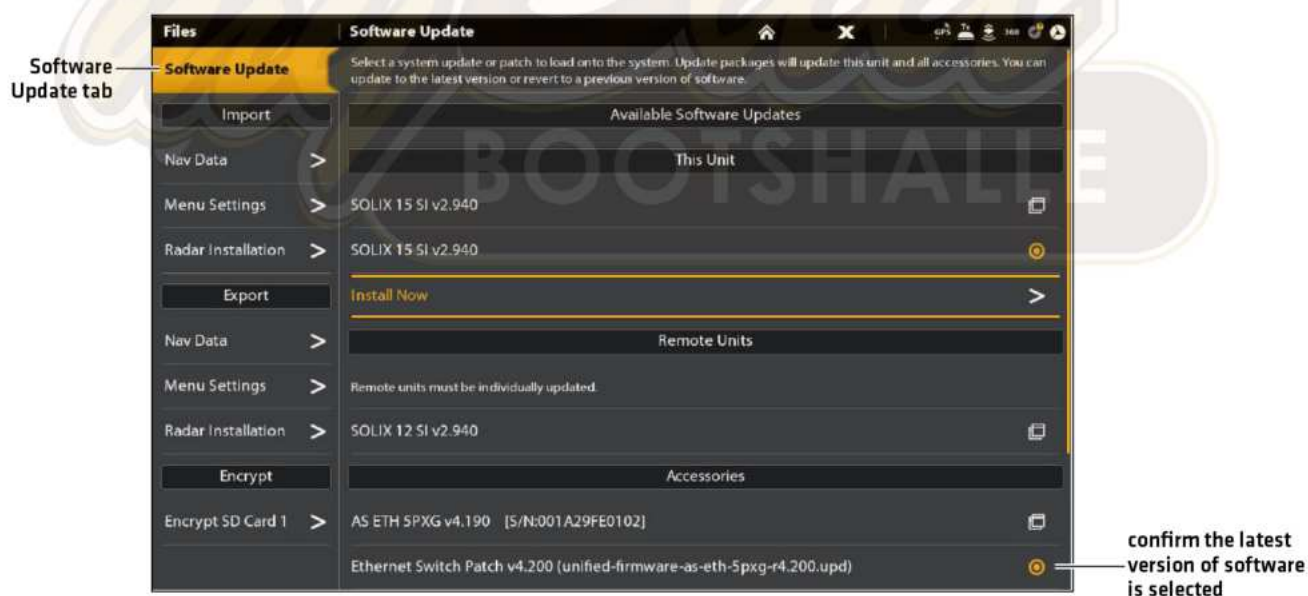 Files
Software Update
GPS
Tx
360
Software
Update tab
Software Update
Select a system update or patch to load onto the system. Update packages will update this unit and all accessories. You can
update to the latest version or revert to a previous version of software.
Import
Available Software Updates
Nav Data
This Unit
BOOTSHALLE
Menu Settings
SOLIX 15 SI v2.940
Radar Installation
SOLIX 15 SI v2.940
Export
Install Now
Nav Data
Remote Units
Menu Settings
Remote units must be individually updated.
Radar Installation
SOLIX 12 SI v2.940
Encrypt
Accessories
Encrypt SD Card 1
AS ETH 5PXG v4.190 [S/N:001A29FE0102]
Ethernet Switch Patch v4.200 (unified-firmware-as-eth-5pxg-r4.200.upd)
confirm the latest
version of software
is selected